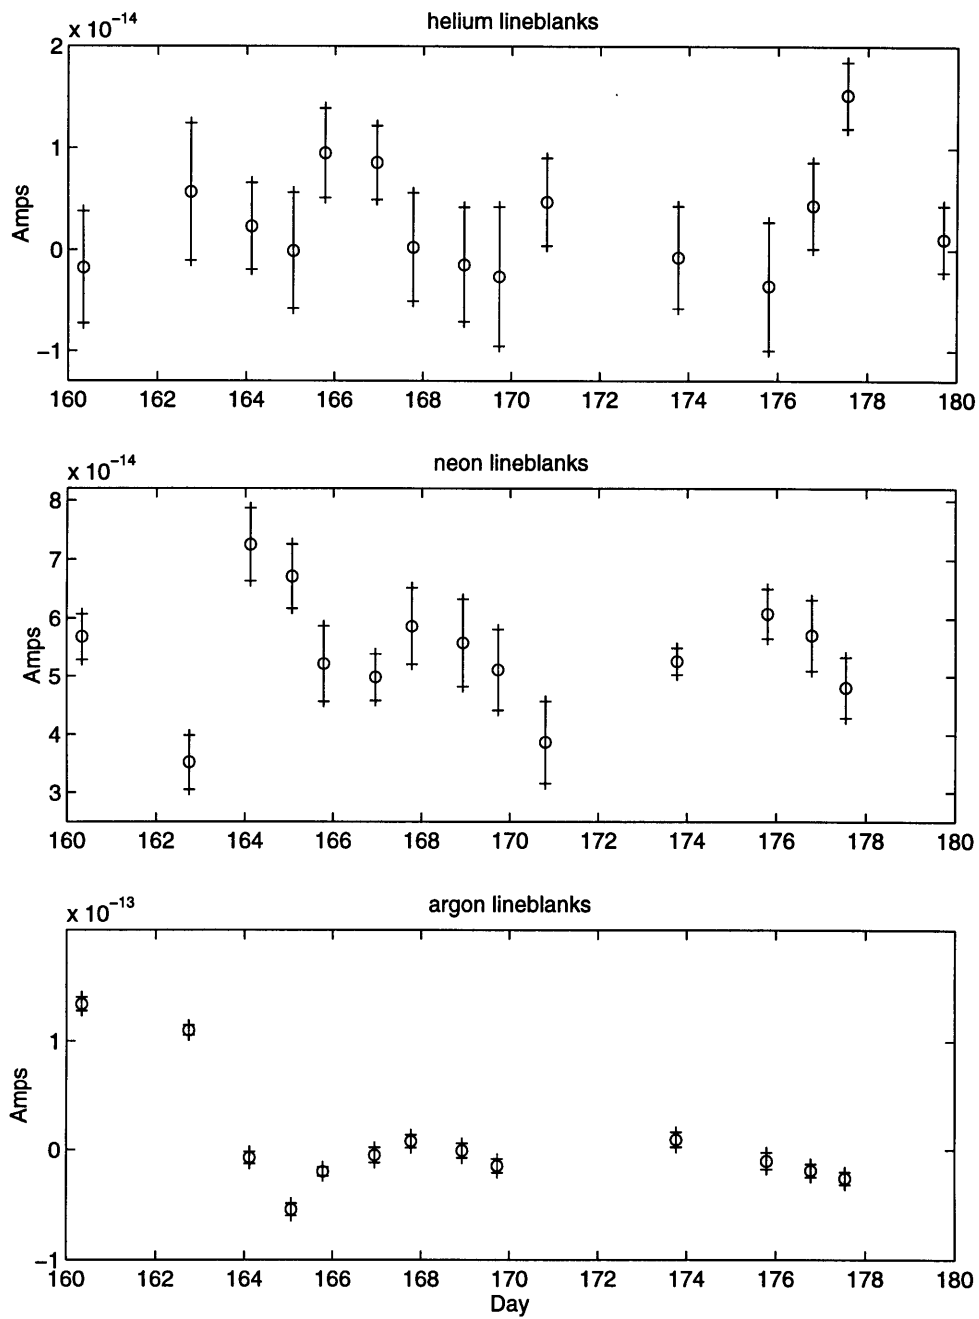 helium lineblanks
x 10⁻¹⁴
2
1
0
−1
Amps
160 162 164 166 168 170 172 174 176 178 180
neon lineblanks
x 10⁻¹⁴
8
7
6
5
4
3
Amps
160 162 164 166 168 170 172 174 176 178 180
argon lineblanks
x 10⁻¹³
1
0
−1
Amps
160 162 164 166 168 170 172 174 176 178 180
Day